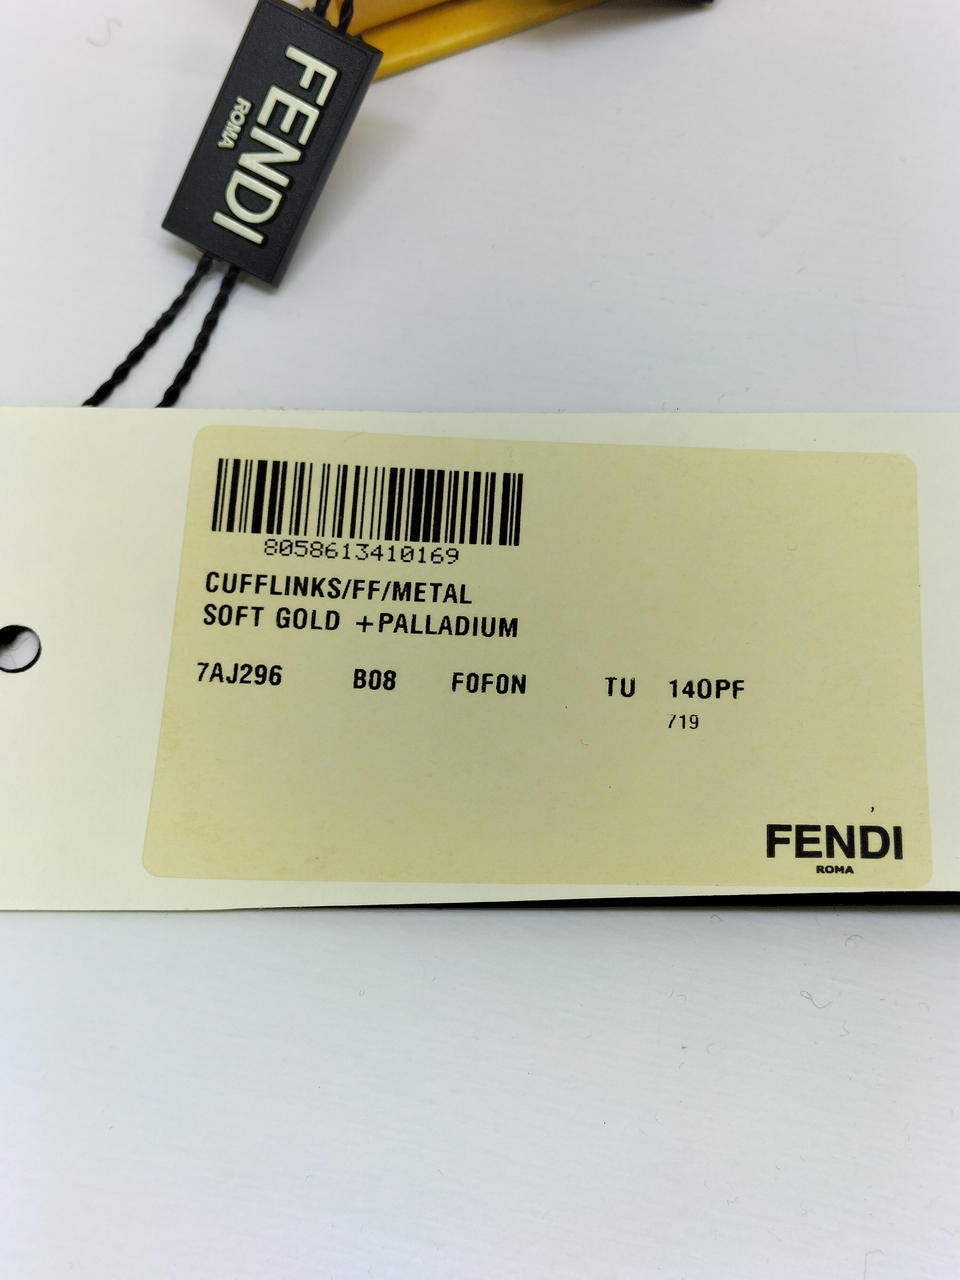 FENDI
ROMA
8058613410169
CUFFLINKS/FF/METAL
SOFT GOLD +PALLADIUM
7AJ296 B08 F0F0N TU 140PF
719
FENDI
ROMA